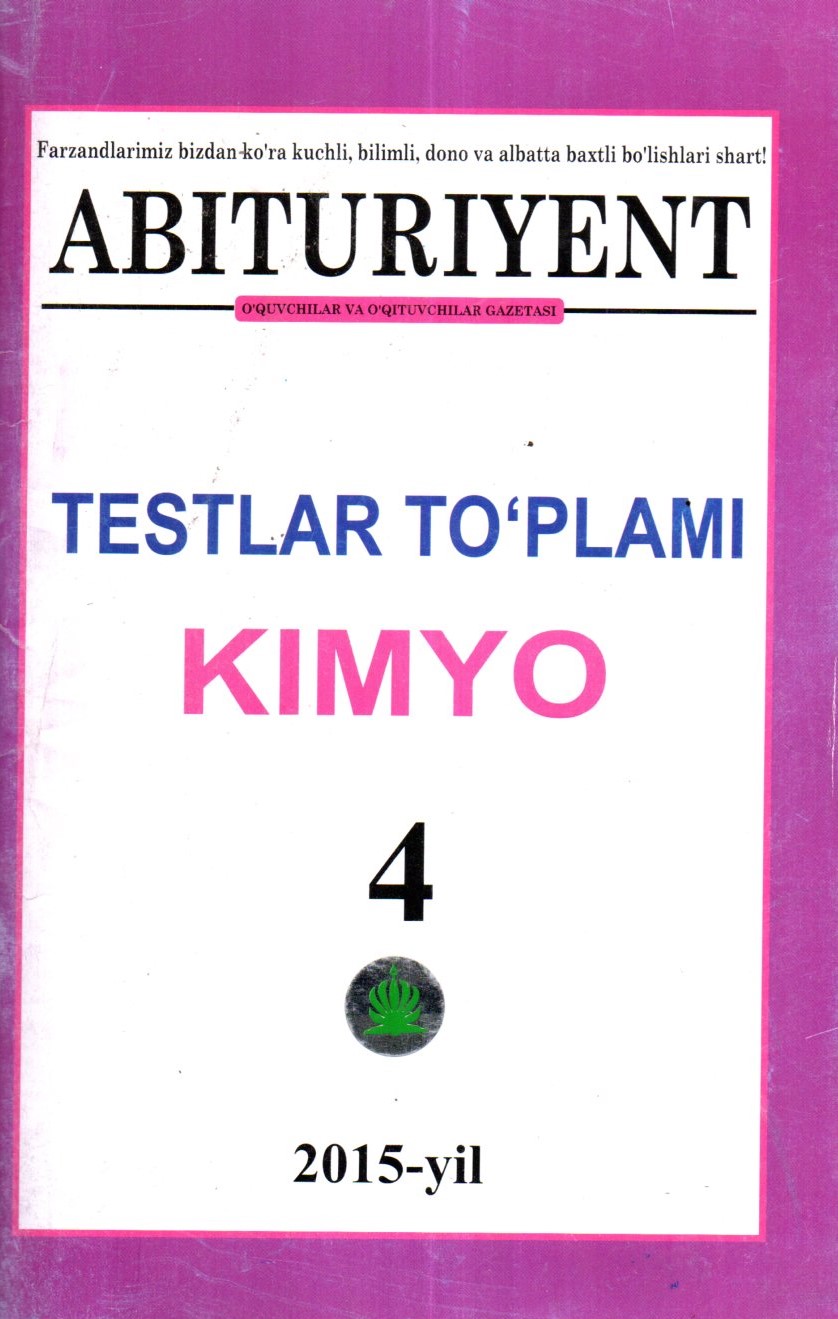 Farzandlarimiz bizdan ko'ra kuchli, bilimli, dono va albatta baxtli bo'lishlari shart!
ABITURIYENT
O'QUVCHILAR VA O'QITUVCHILAR GAZETASI
TESTLAR TO‘PLAMI
KIMYO
4
2015-yil